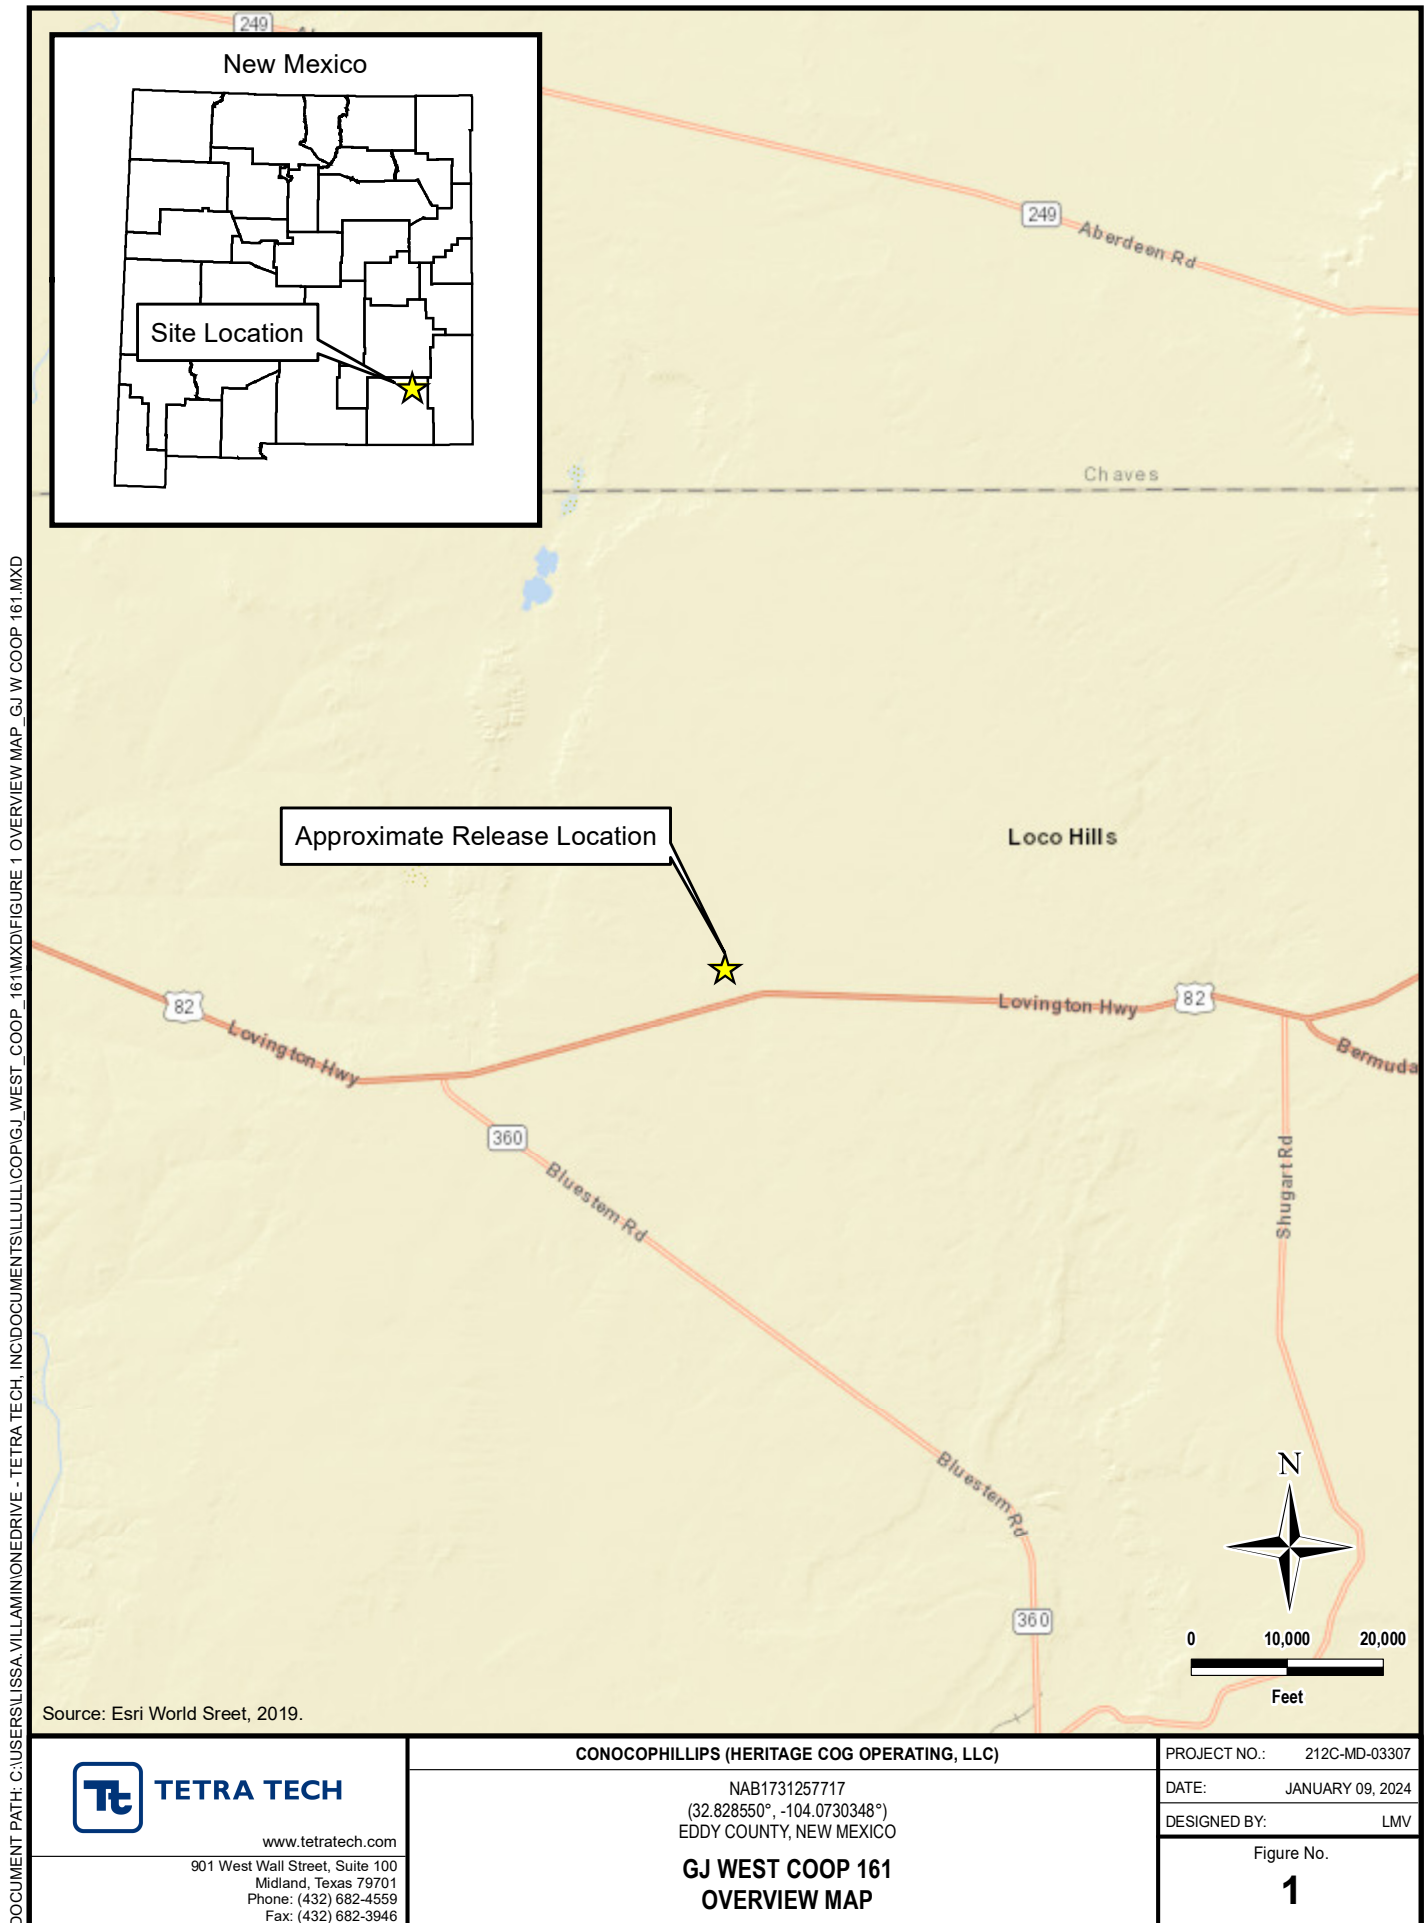 249
New Mexico
Site Location
249
Aberdeen Rd
Chaves
Approximate Release Location
Loco Hills
82
Lovington Hwy
Lovington Hwy
82
Bermuda
360
Bluestem Rd
Shugart Rd
Bluestem Rd
360
N
0 10,000 20,000
Feet
Source: Esri World Sreet, 2019.
DOCUMENT PATH: C:\USERS\LISSA.VILLAMIN\ONEDRIVE - TETRA TECH, INC\DOCUMENTS\LLULL\COP\GJ_WEST_COOP_161\MXD\FIGURE 1 OVERVIEW MAP_GJ W COOP 161.MXD
Tt TETRA TECH
www.tetratech.com
901 West Wall Street, Suite 100
Midland, Texas 79701
Phone: (432) 682-4559
Fax: (432) 682-3946
CONOCOPHILLIPS (HERITAGE COG OPERATING, LLC)
NAB1731257717
(32.828550°, -104.0730348°)
EDDY COUNTY, NEW MEXICO
GJ WEST COOP 161
OVERVIEW MAP
PROJECT NO.: 212C-MD-03307
DATE: JANUARY 09, 2024
DESIGNED BY: LMV
Figure No.
1